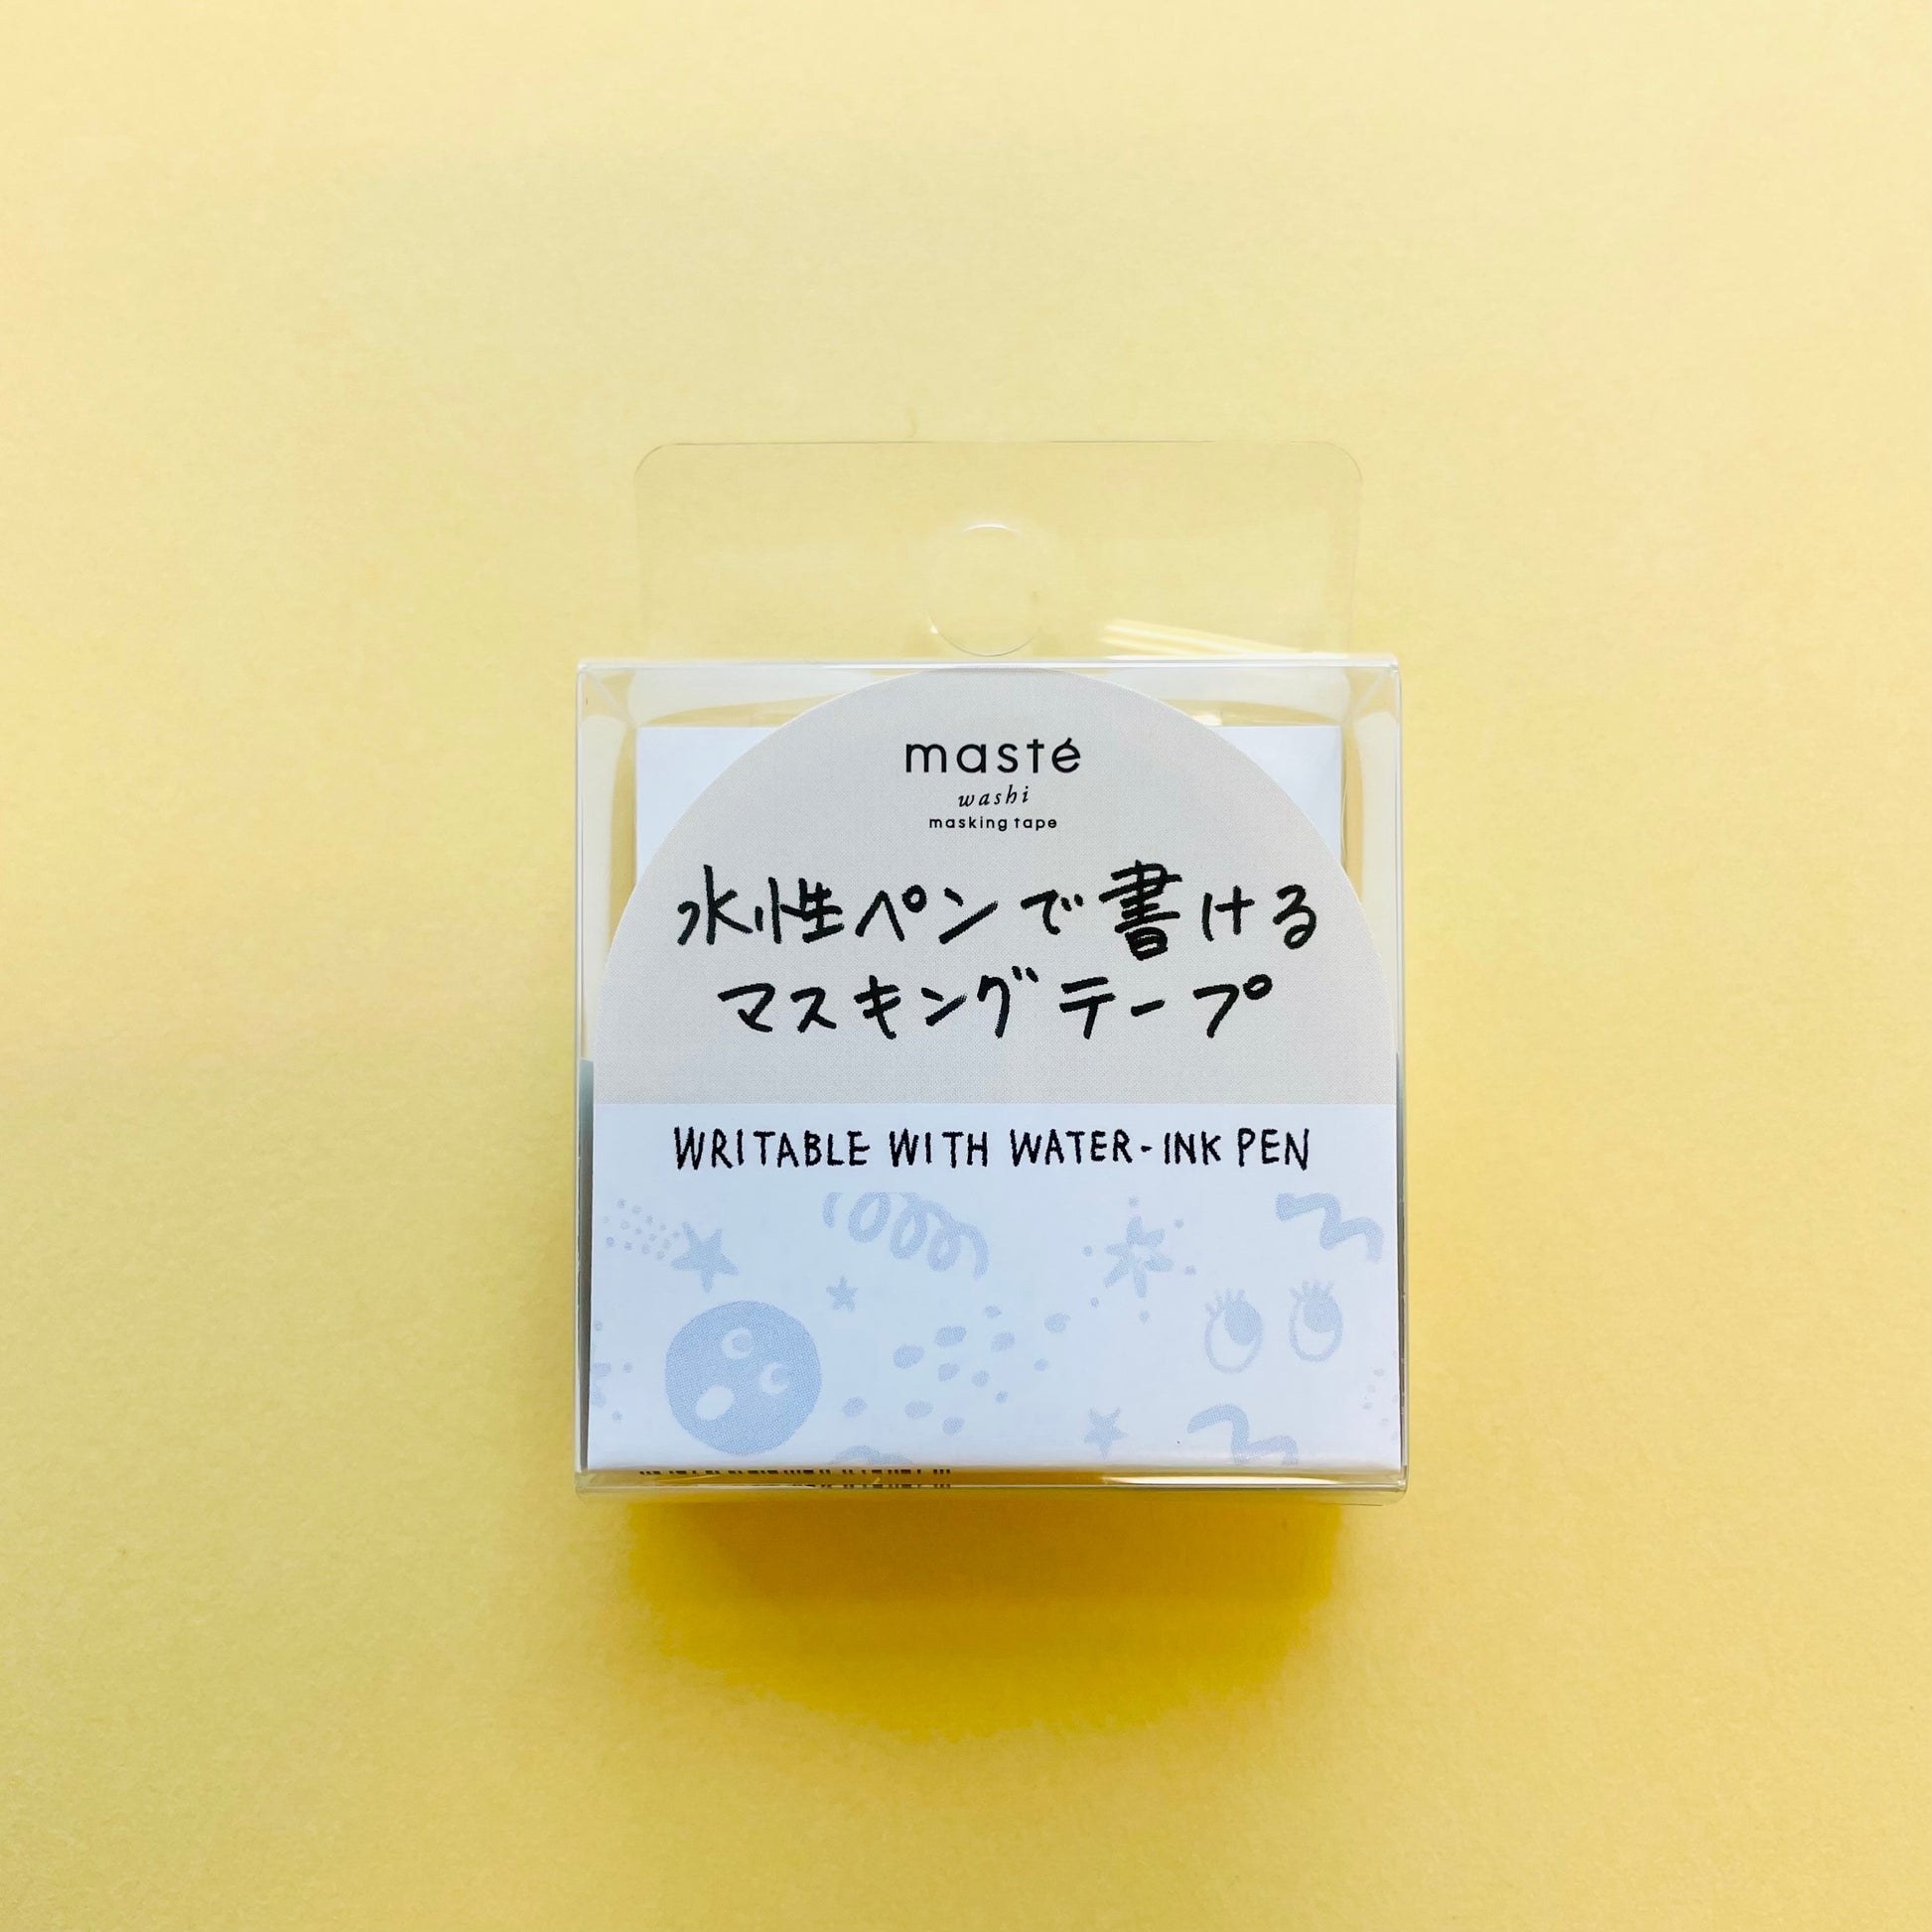 masté
washi
masking tape
水性ペンで書ける
マスキングテープ
WRITABLE WITH WATER-INK PEN